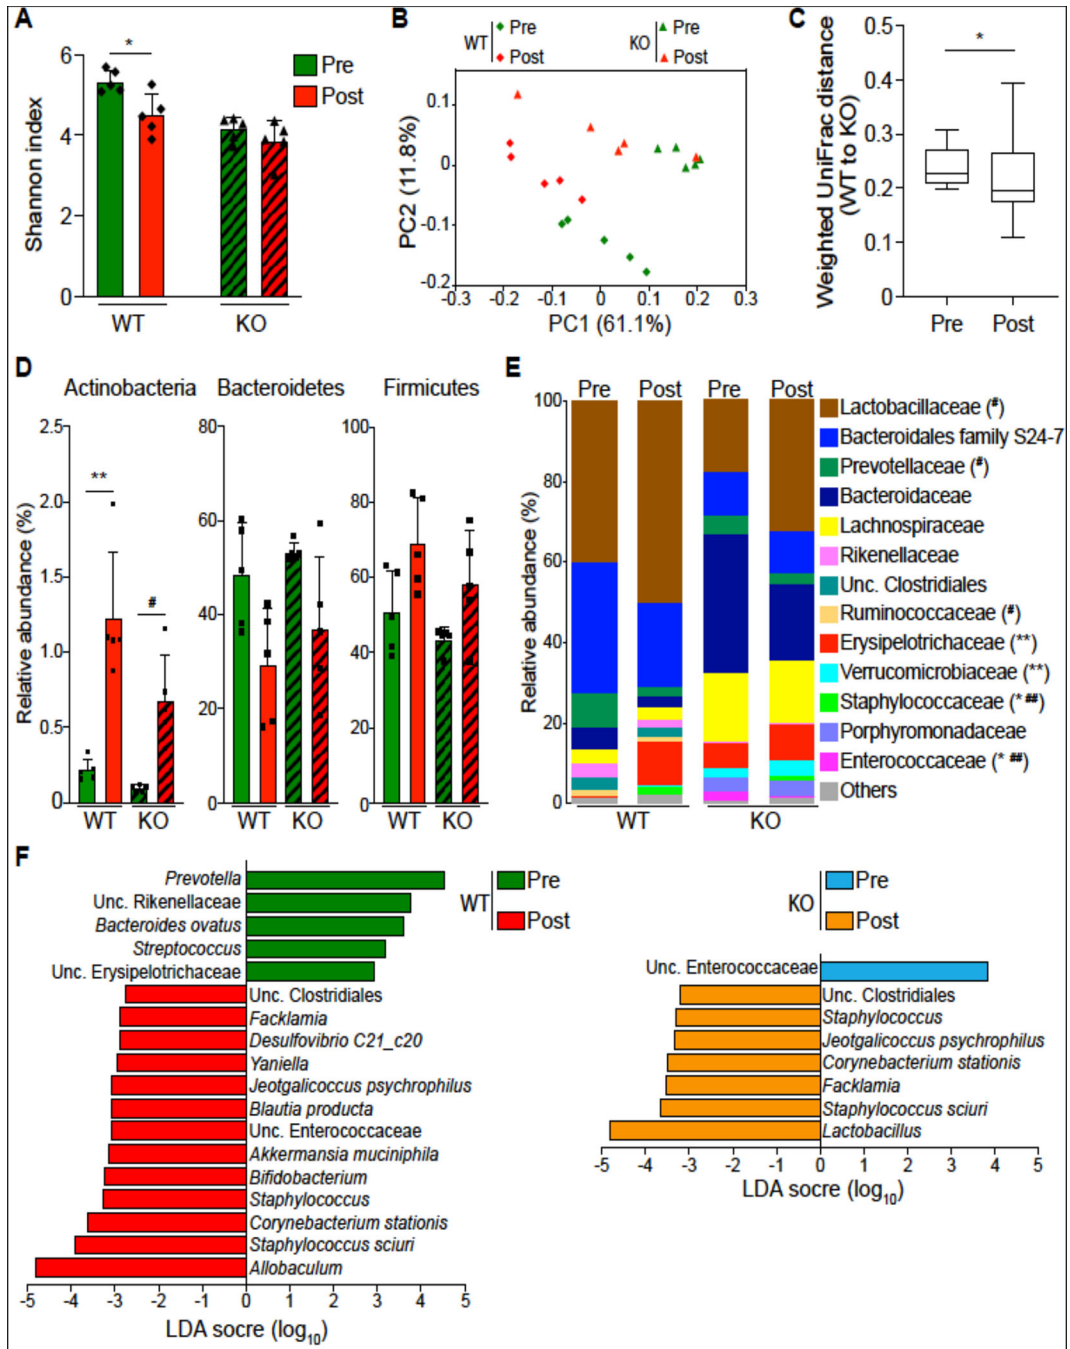 A
*
6
4
2
0
Shannon index
Pre
Post
WT
KO
B
WT
Pre
Post
KO
Pre
Post
PC2 (11.8%)
0.1
0
-0.1
-0.2
-0.3
-0.2
-0.1
0
0.1
0.2
0.3
PC1 (61.1%)
C
*
Weighted UniFrac distance
(WT to KO)
0.5
0.4
0.3
0.2
0.1
0
Pre
Post
D
Actinobacteria
Bacteroidetes
Firmicutes
Relative abundance (%)
2.5
2.0
1.5
1.0
0.5
0
**
#
WT
KO
80
60
40
20
0
WT
KO
100
80
60
40
20
0
WT
KO
E
Pre
Post
Pre
Post
Relative abundance (%)
100
80
60
40
20
0
WT
KO
Lactobacillaceae (#)
Bacteroidales family S24-7
Prevotellaceae (#)
Bacteroidaceae
Lachnospiraceae
Rikenellaceae
Unc. Clostridiales
Ruminococcaceae (#)
Erysipelotrichaceae (**)
Verrucomicrobiaceae (**)
Staphylococcaceae (* ##)
Porphyromonadaceae
Enterococcaceae (* ##)
Others
F
Prevotella
Unc. Rikenellaceae
Bacteroides ovatus
Streptococcus
Unc. Erysipelotrichaceae
Unc. Clostridiales
Facklamia
Desulfovibrio C21_c20
Yaniella
Jeotgalicoccus psychrophilus
Blautia producta
Unc. Enterococcaceae
Akkermansia muciniphila
Bifidobacterium
Staphylococcus
Corynebacterium stationis
Staphylococcus sciuri
Allobaculum
-5
-4
-3
-2
-1
0
1
2
3
4
5
LDA socre (log10)
WT
Pre
Post
KO
Pre
Post
Unc. Enterococcaceae
Unc. Clostridiales
Staphylococcus
Jeotgalicoccus psychrophilus
Corynebacterium stationis
Facklamia
Staphylococcus sciuri
Lactobacillus
-5
-4
-3
-2
-1
0
1
2
3
4
5
LDA socre (log10)